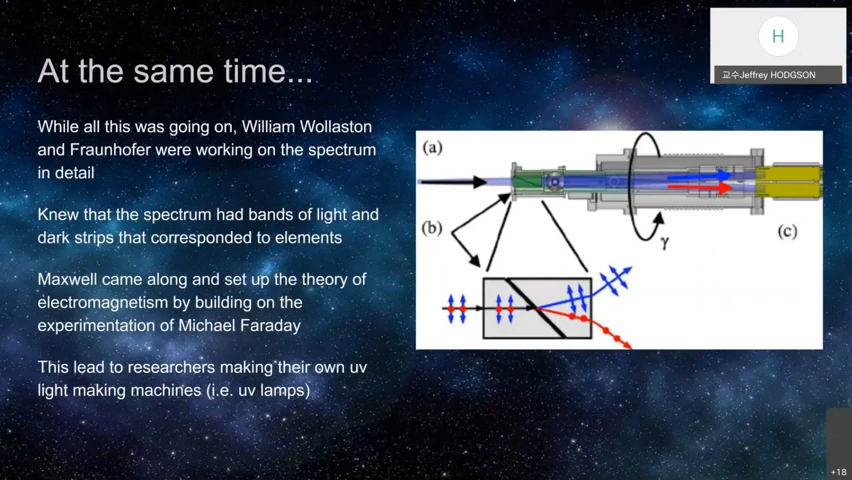 H
교수Jeffrey HODGSON
At the same time...
While all this was going on, William Wollaston
and Fraunhofer were working on the spectrum
in detail
Knew that the spectrum had bands of light and
dark strips that corresponded to elements
Maxwell came along and set up the theory of
electromagnetism by building on the
experimentation of Michael Faraday
This lead to researchers making their own uv
light making machines (i.e. uv lamps)
(a)
(b)
γ
(c)
+18